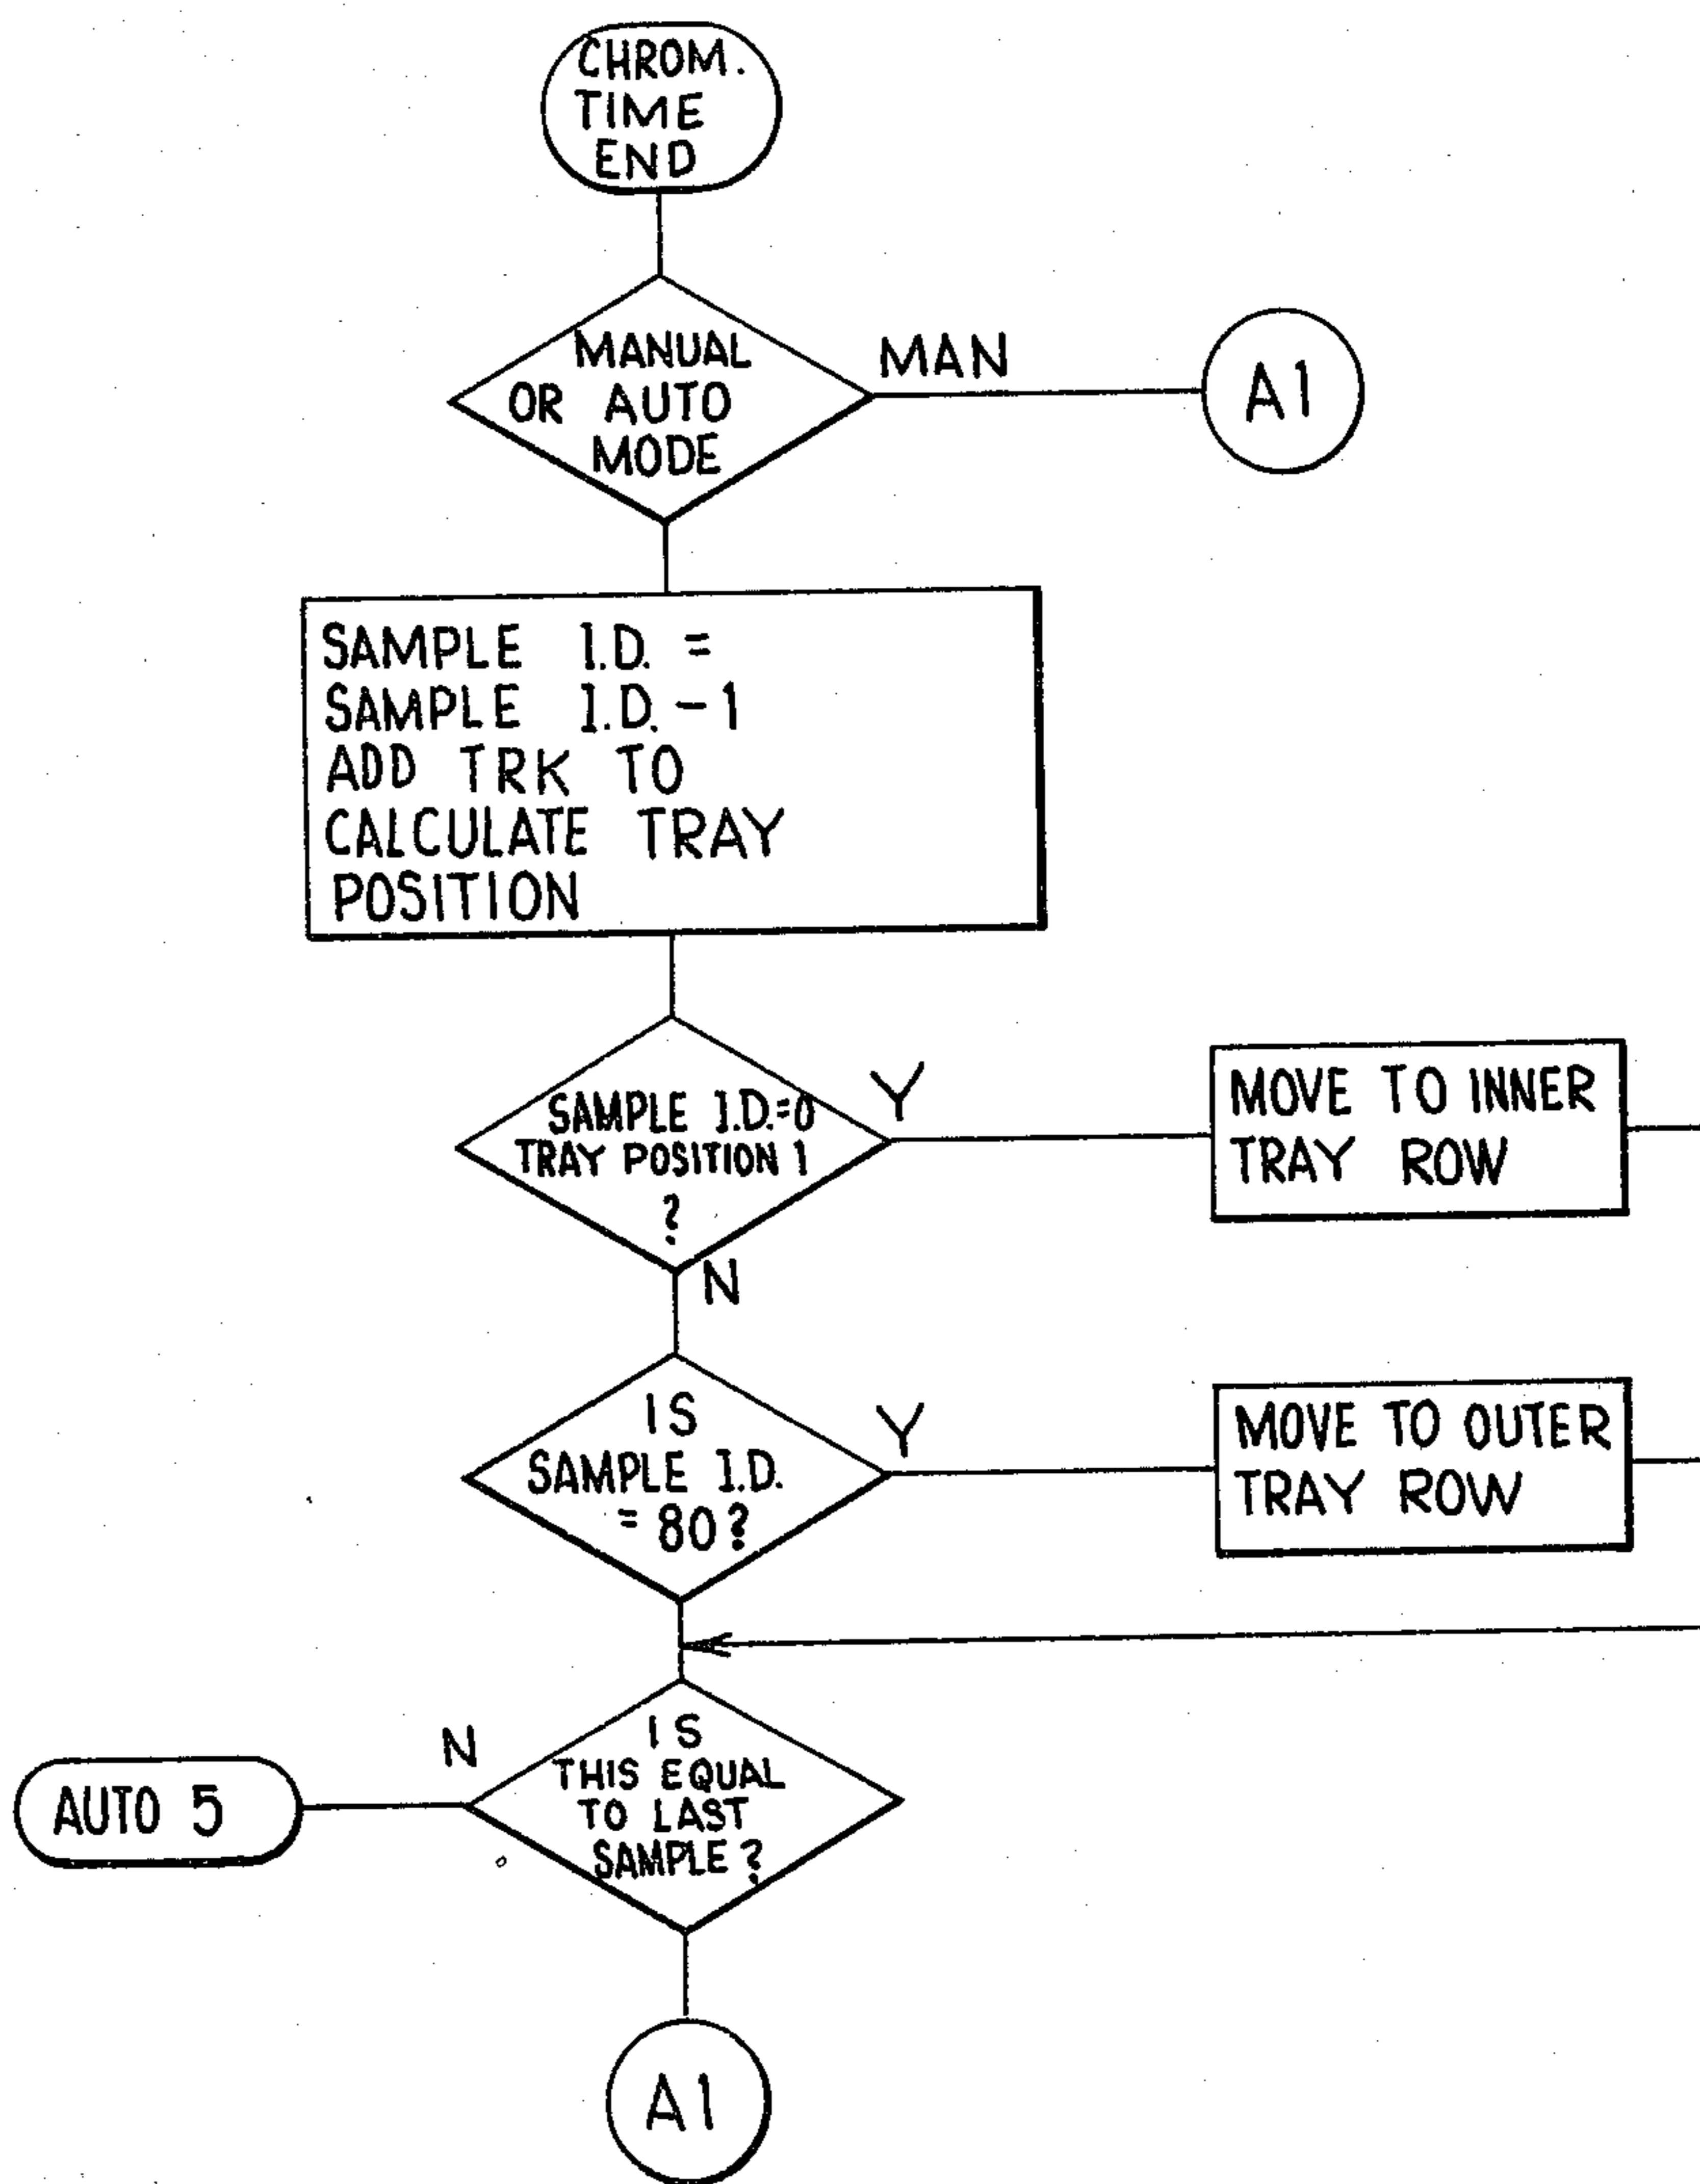 CHROM.
TIME
END
MANUAL
OR AUTO
MODE
MAN
A1
SAMPLE I.D. =
SAMPLE I.D. - 1
ADD TRK TO
CALCULATE TRAY
POSITION
SAMPLE I.D.=0
TRAY POSITION 1
?
Y
MOVE TO INNER
TRAY ROW
N
IS
SAMPLE I.D.
= 80?
Y
MOVE TO OUTER
TRAY ROW
IS
THIS EQUAL
TO LAST
SAMPLE?
N
AUTO 5
A1